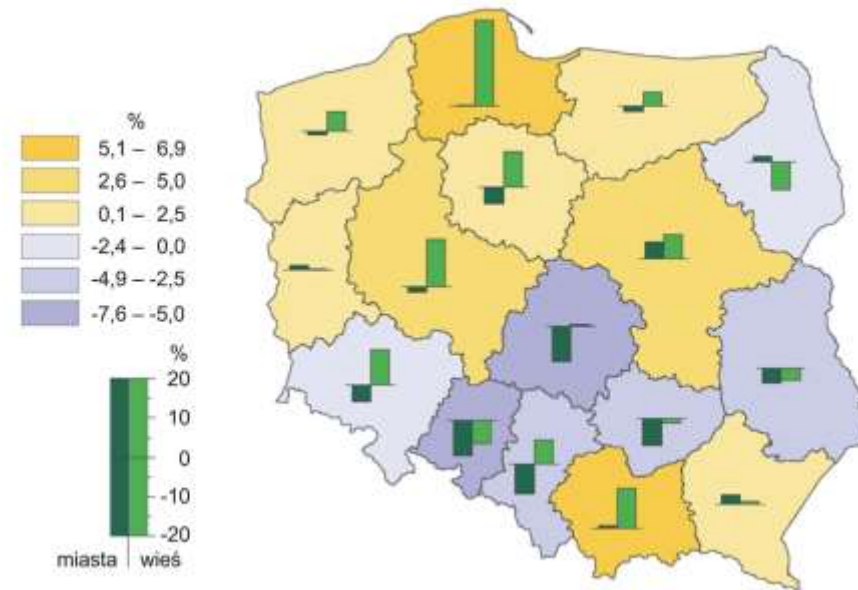 %
5,1 – 6,9
2,6 – 5,0
0,1 – 2,5
-2,4 – 0,0
-4,9 – -2,5
-7,6 – -5,0
%
20
10
0
-10
-20
miasta wieś